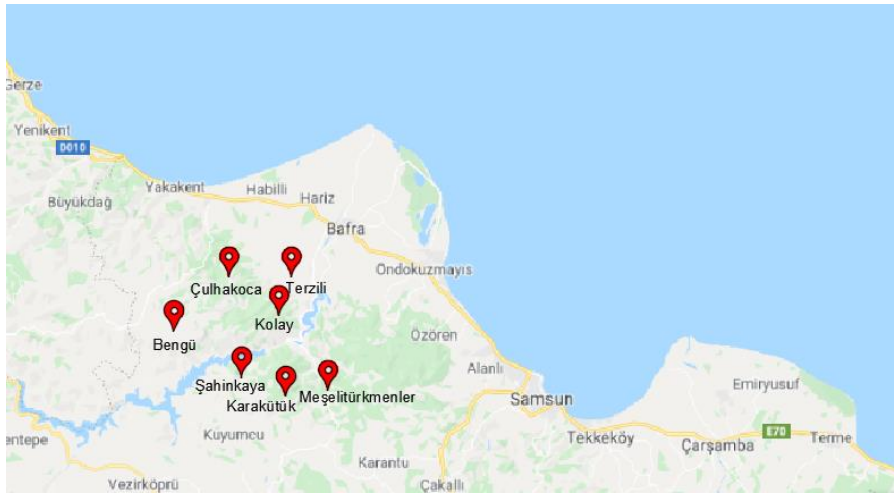 Gerze
Yenikent
D010
Yakakent
Habilli
Hariz
Büyükdağ
Bafra
Ondokuzmayıs
Çulhakoca
Terzili
Kolay
Bengü
Özören
Şahinkaya
Karakütük
Meşelitürkmenler
Alanlı
Samsun
Emiryusuf
Kuyumcu
Tekkeköy
E70
Çarşamba
Terme
entepe
Karantu
Vezirköprü
Çakallı